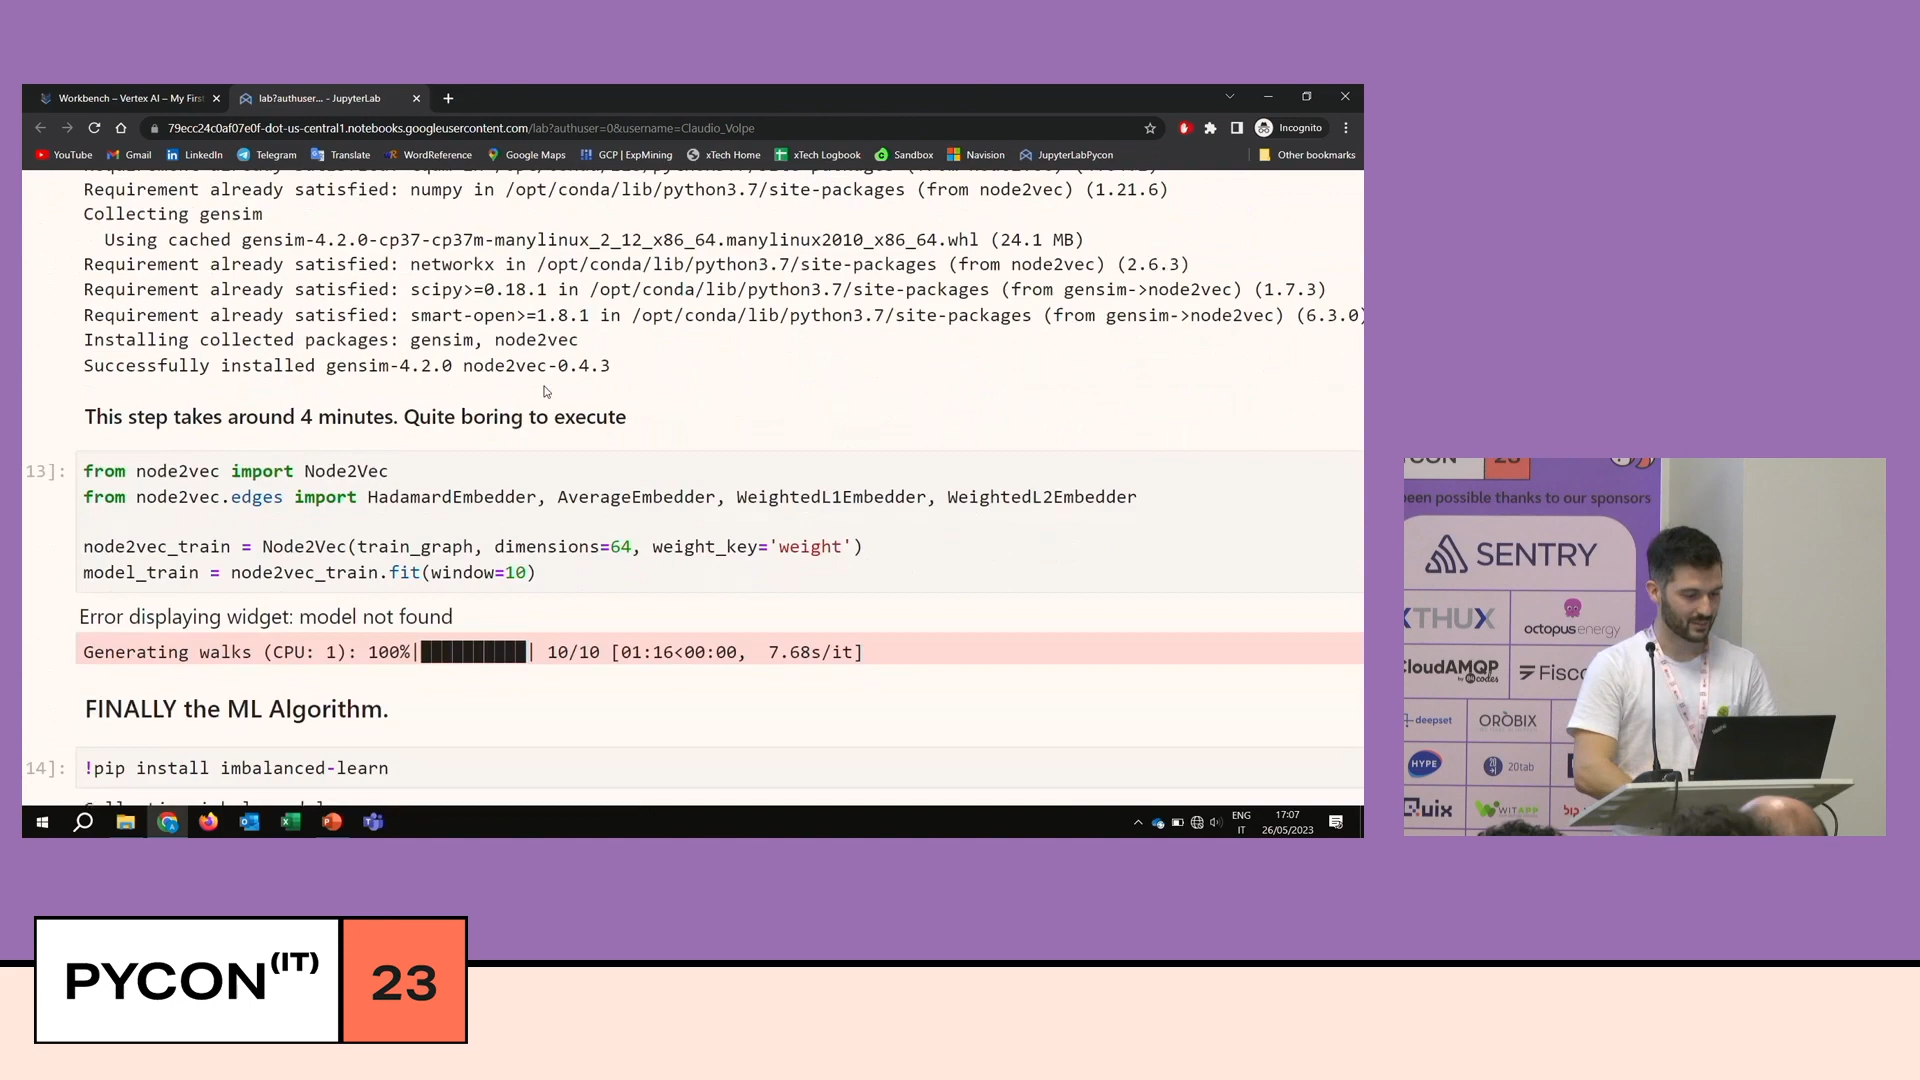 Workbench – Vertex AI – My First
lab?authuser... - JupyterLab
79ecc24c0af07e0f-dot-us-central1.notebooks.googleusercontent.com/lab?authuser=0&username=Claudio_Volpe
Incognito
YouTube Gmail LinkedIn Telegram Translate WordReference Google Maps GCP | ExpMining xTech Home xTech Logbook Sandbox Navision JupyterLabPycon Other bookmarks
Requirement already satisfied: numpy in /opt/conda/lib/python3.7/site-packages (from node2vec) (1.21.6)
Collecting gensim
Using cached gensim-4.2.0-cp37-cp37m-manylinux_2_12_x86_64.manylinux2010_x86_64.whl (24.1 MB)
Requirement already satisfied: networkx in /opt/conda/lib/python3.7/site-packages (from node2vec) (2.6.3)
Requirement already satisfied: scipy>=0.18.1 in /opt/conda/lib/python3.7/site-packages (from gensim->node2vec) (1.7.3)
Requirement already satisfied: smart-open>=1.8.1 in /opt/conda/lib/python3.7/site-packages (from gensim->node2vec) (6.3.0)
Installing collected packages: gensim, node2vec
Successfully installed gensim-4.2.0 node2vec-0.4.3
This step takes around 4 minutes. Quite boring to execute
13]:
from node2vec import Node2Vec
from node2vec.edges import HadamardEmbedder, AverageEmbedder, WeightedL1Embedder, WeightedL2Embedder
node2vec_train = Node2Vec(train_graph, dimensions=64, weight_key='weight')
model_train = node2vec_train.fit(window=10)
Error displaying widget: model not found
Generating walks (CPU: 1): 100%|██████████| 10/10 [01:16<00:00, 7.68s/it]
FINALLY the ML Algorithm.
14]:
!pip install imbalanced-learn
ENG
IT
17:07
26/05/2023
23
been possible thanks to our sponsors
SENTRY
THUX
octopus energy
CloudAMQP
by 84codes
Fisco
deepset
OROBIX
HYPE
20tab
Quix
WITAPP
bip
PYCON(IT) 23